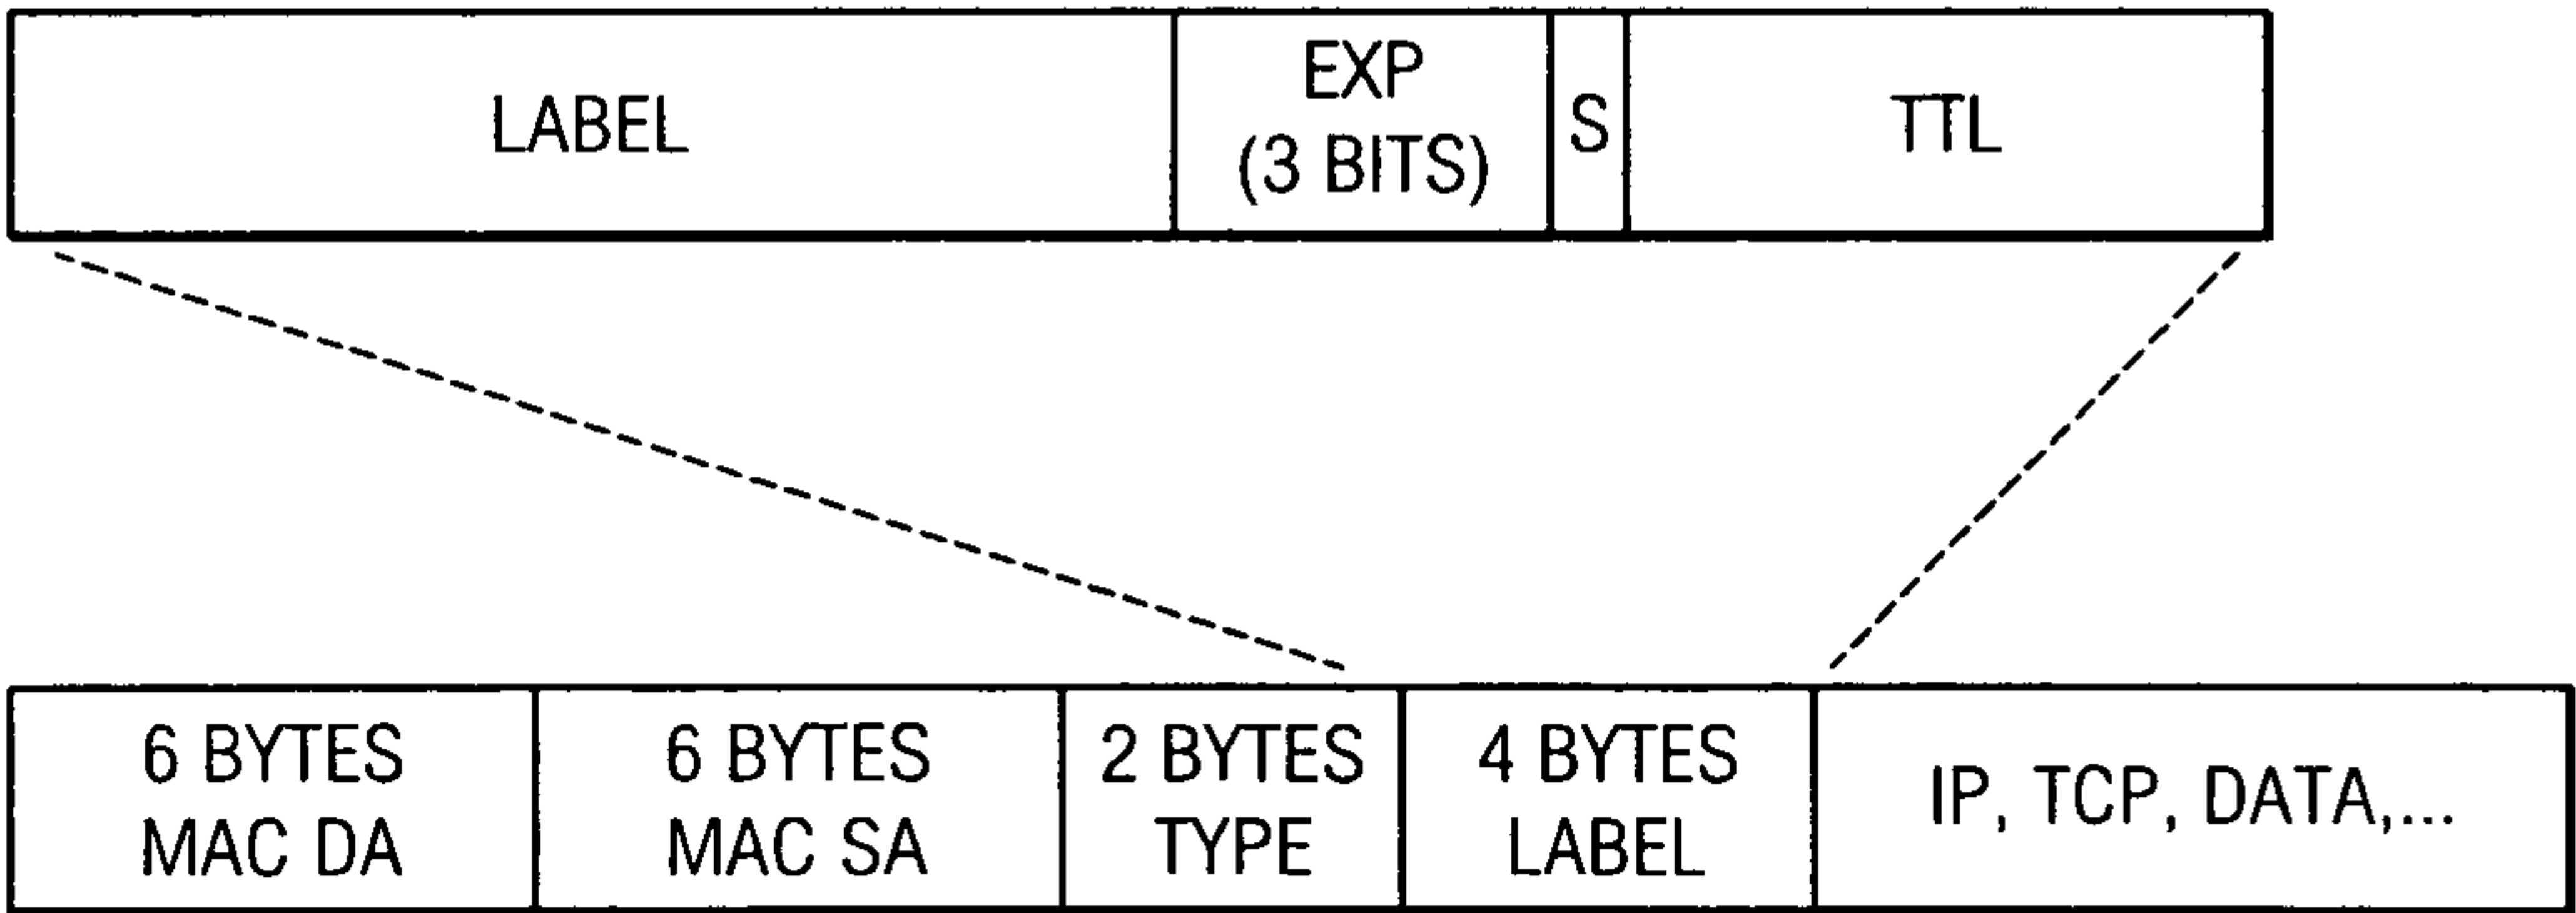 LABEL
EXP
(3 BITS)
S
TTL
6 BYTES
MAC DA
6 BYTES
MAC SA
2 BYTES
TYPE
4 BYTES
LABEL
IP, TCP, DATA,...